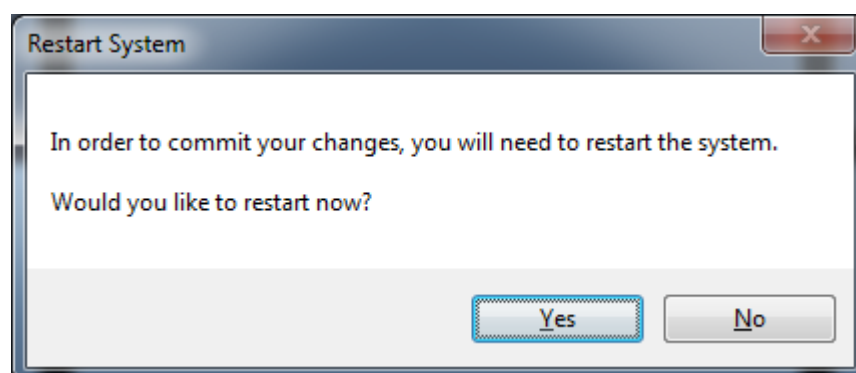 Restart System
In order to commit your changes, you will need to restart the system.
Would you like to restart now?
Yes
No